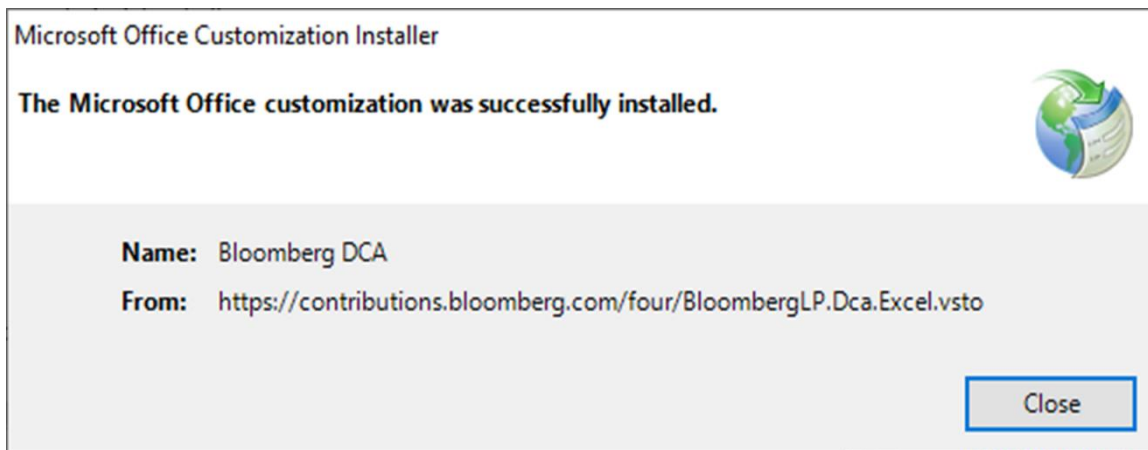 Microsoft Office Customization Installer
The Microsoft Office customization was successfully installed.
Name: Bloomberg DCA
From: https://contributions.bloomberg.com/four/BloombergLP.Dca.Excel.vsto
Close